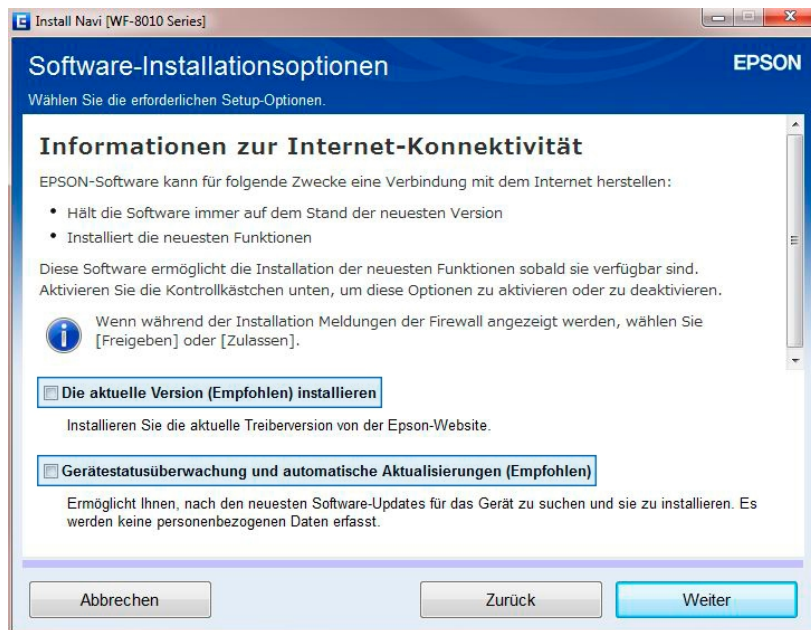 Install Navi [WF-8010 Series]
Software-Installationsoptionen
EPSON
Wählen Sie die erforderlichen Setup-Optionen.
Informationen zur Internet-Konnektivität
EPSON-Software kann für folgende Zwecke eine Verbindung mit dem Internet herstellen:
• Hält die Software immer auf dem Stand der neuesten Version
• Installiert die neuesten Funktionen
Diese Software ermöglicht die Installation der neuesten Funktionen sobald sie verfügbar sind.
Aktivieren Sie die Kontrollkästchen unten, um diese Optionen zu aktivieren oder zu deaktivieren.
Wenn während der Installation Meldungen der Firewall angezeigt werden, wählen Sie
[Freigeben] oder [Zulassen].
Die aktuelle Version (Empfohlen) installieren
Installieren Sie die aktuelle Treiberversion von der Epson-Website.
Gerätestatusüberwachung und automatische Aktualisierungen (Empfohlen)
Ermöglicht Ihnen, nach den neuesten Software-Updates für das Gerät zu suchen und sie zu installieren. Es
werden keine personenbezogenen Daten erfasst.
Abbrechen
Zurück
Weiter